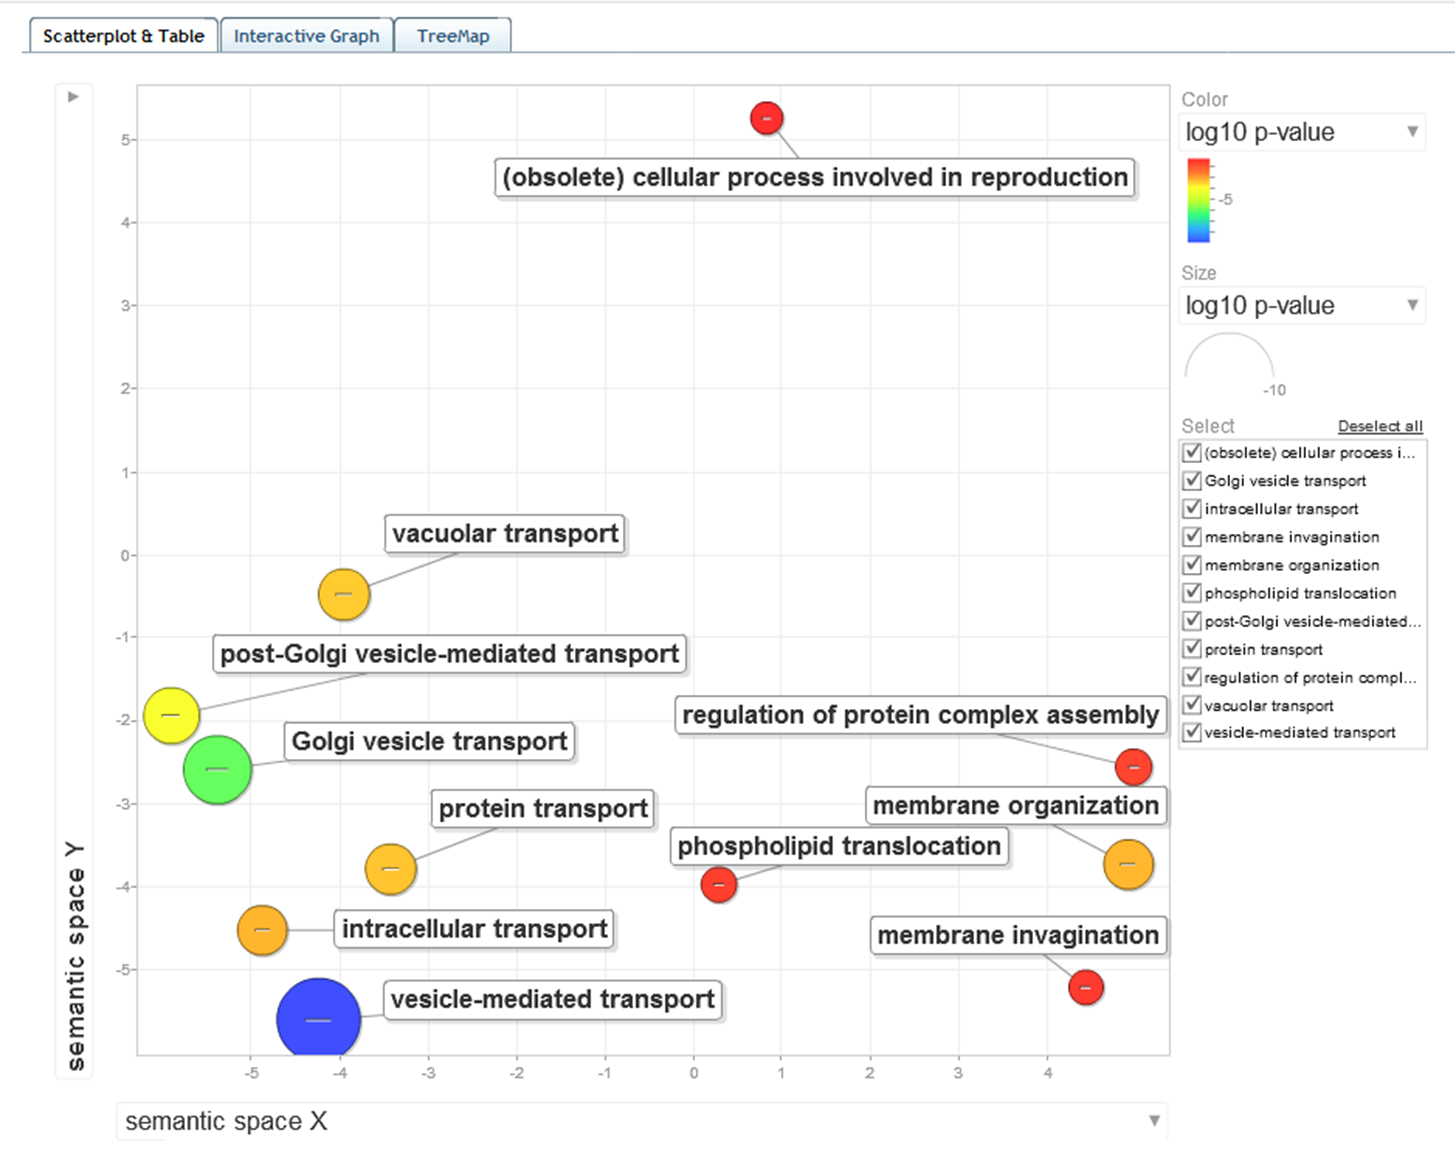 Scatterplot & Table
Interactive Graph
TreeMap
(obsolete) cellular process involved in reproduction
vacuolar transport
post-Golgi vesicle-mediated transport
Golgi vesicle transport
regulation of protein complex assembly
protein transport
membrane organization
phospholipid translocation
intracellular transport
membrane invagination
vesicle-mediated transport
5
4
3
2
1
0
-1
-2
-3
-4
-5
semantic space Y
-5
-4
-3
-2
-1
0
1
2
3
4
semantic space X
Color
log10 p-value
-5
Size
log10 p-value
-10
Select
Deselect all
(obsolete) cellular process i...
Golgi vesicle transport
intracellular transport
membrane invagination
membrane organization
phospholipid translocation
post-Golgi vesicle-mediated...
protein transport
regulation of protein compl...
vacuolar transport
vesicle-mediated transport